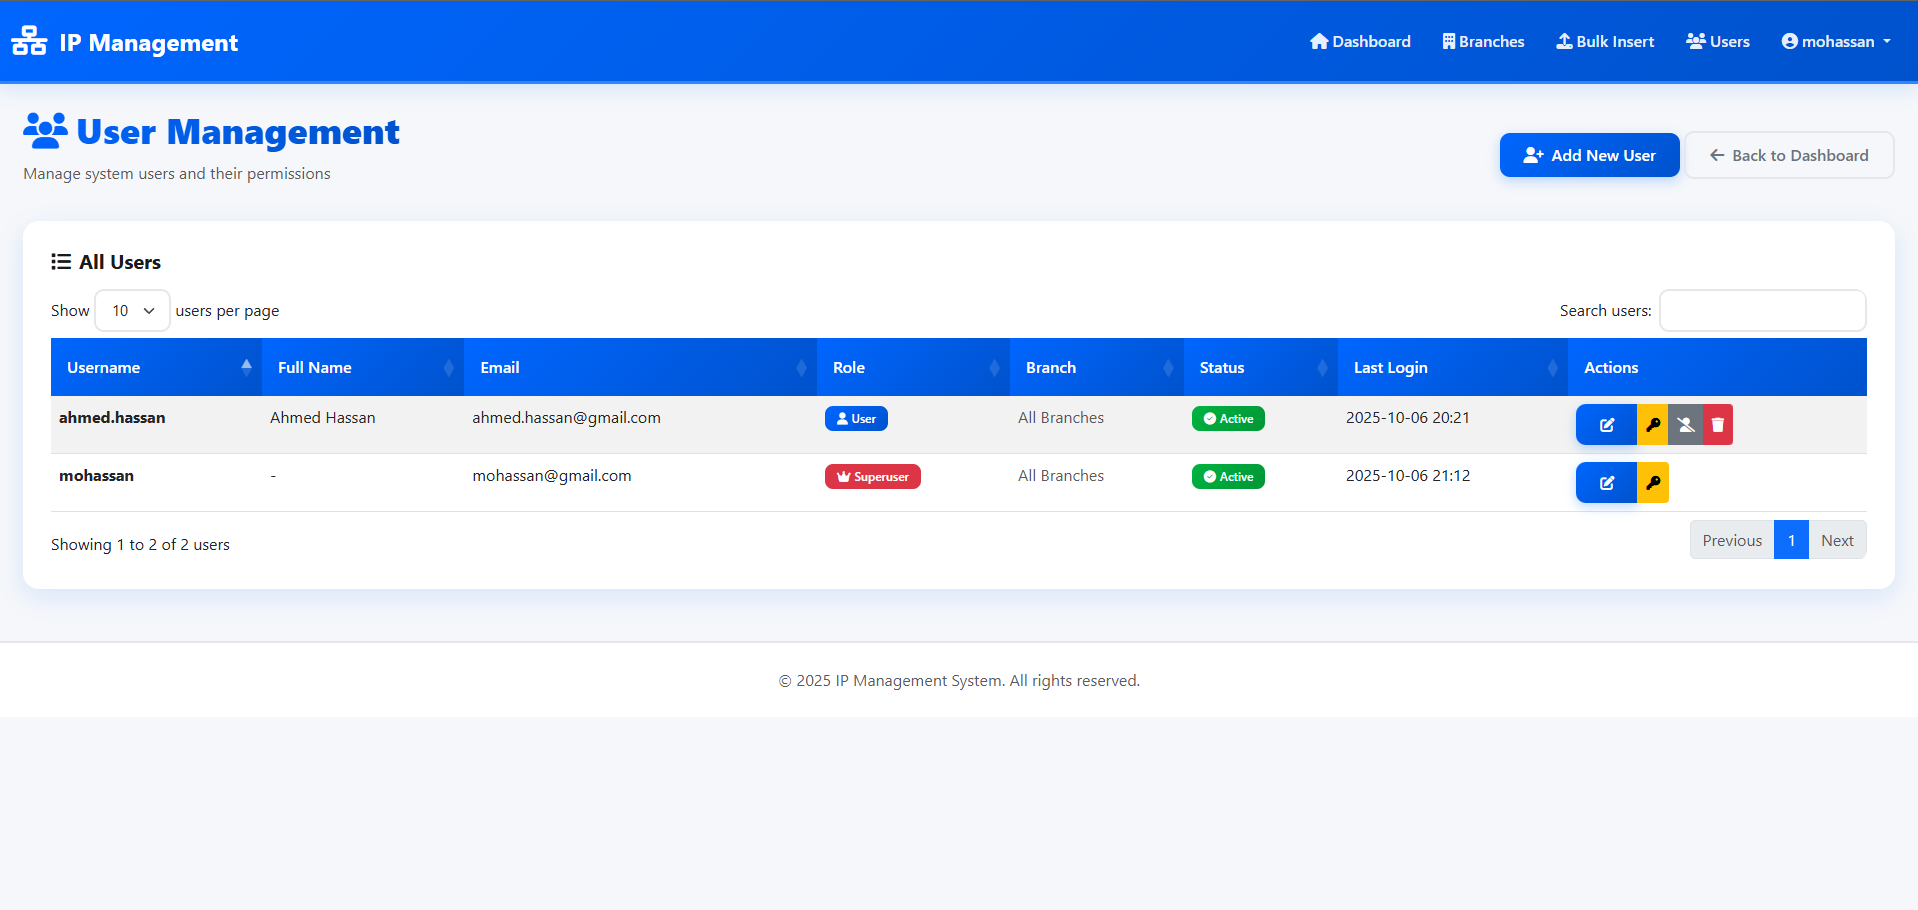 IP Management
Dashboard Branches Bulk Insert Users mohassan
User Management
Manage system users and their permissions
Add New User Back to Dashboard
All Users
Show 10 users per page Search users:
Username Full Name Email Role Branch Status Last Login Actions
ahmed.hassan Ahmed Hassan ahmed.hassan@gmail.com User All Branches Active 2025-10-06 20:21
mohassan - mohassan@gmail.com Superuser All Branches Active 2025-10-06 21:12
Showing 1 to 2 of 2 users Previous 1 Next
© 2025 IP Management System. All rights reserved.